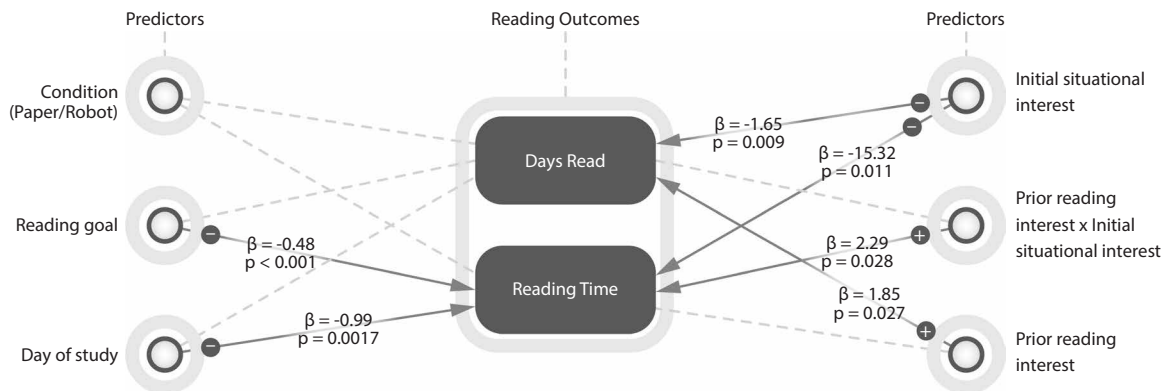 Predictors
Reading Outcomes
Predictors
Condition
(Paper/Robot)
Reading goal
Day of study
Days Read
Reading Time
β = -0.48
p < 0.001
β = -0.99
p = 0.0017
β = -1.65
p = 0.009
β = -15.32
p = 0.011
β = 2.29
p = 0.028
β = 1.85
p = 0.027
Initial situational
interest
Prior reading
interest x Initial
situational interest
Prior reading
interest